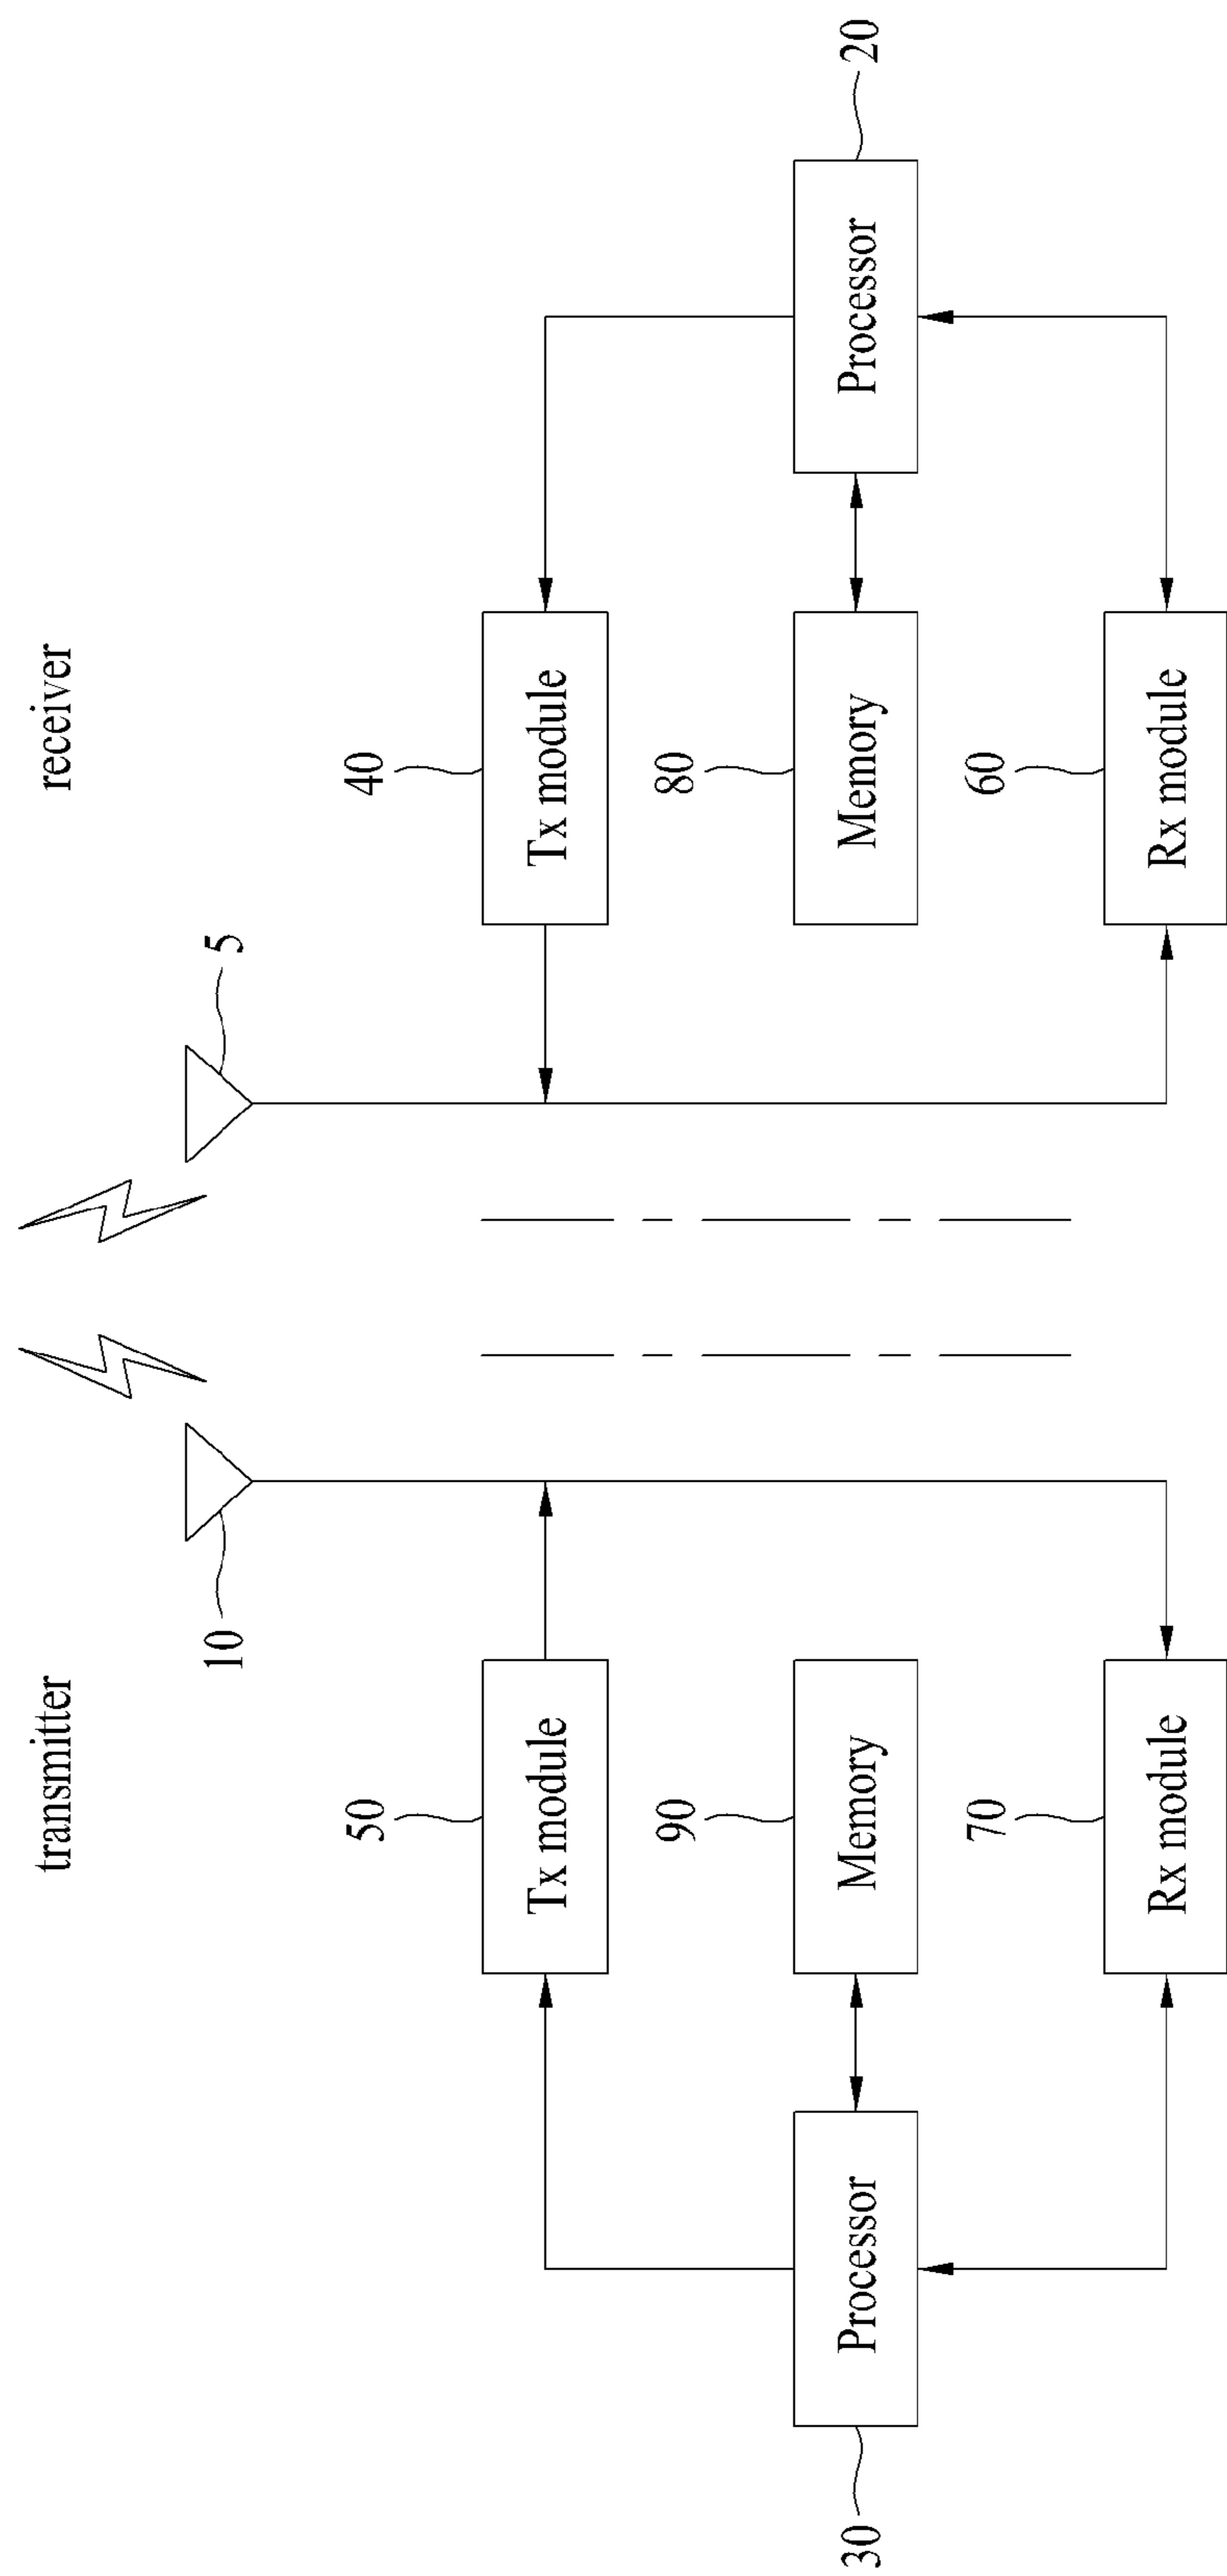 transmitter
receiver
10
5
50
40
Tx module
Tx module
30
90
80
20
Processor
Memory
Memory
Processor
70
60
Rx module
Rx module